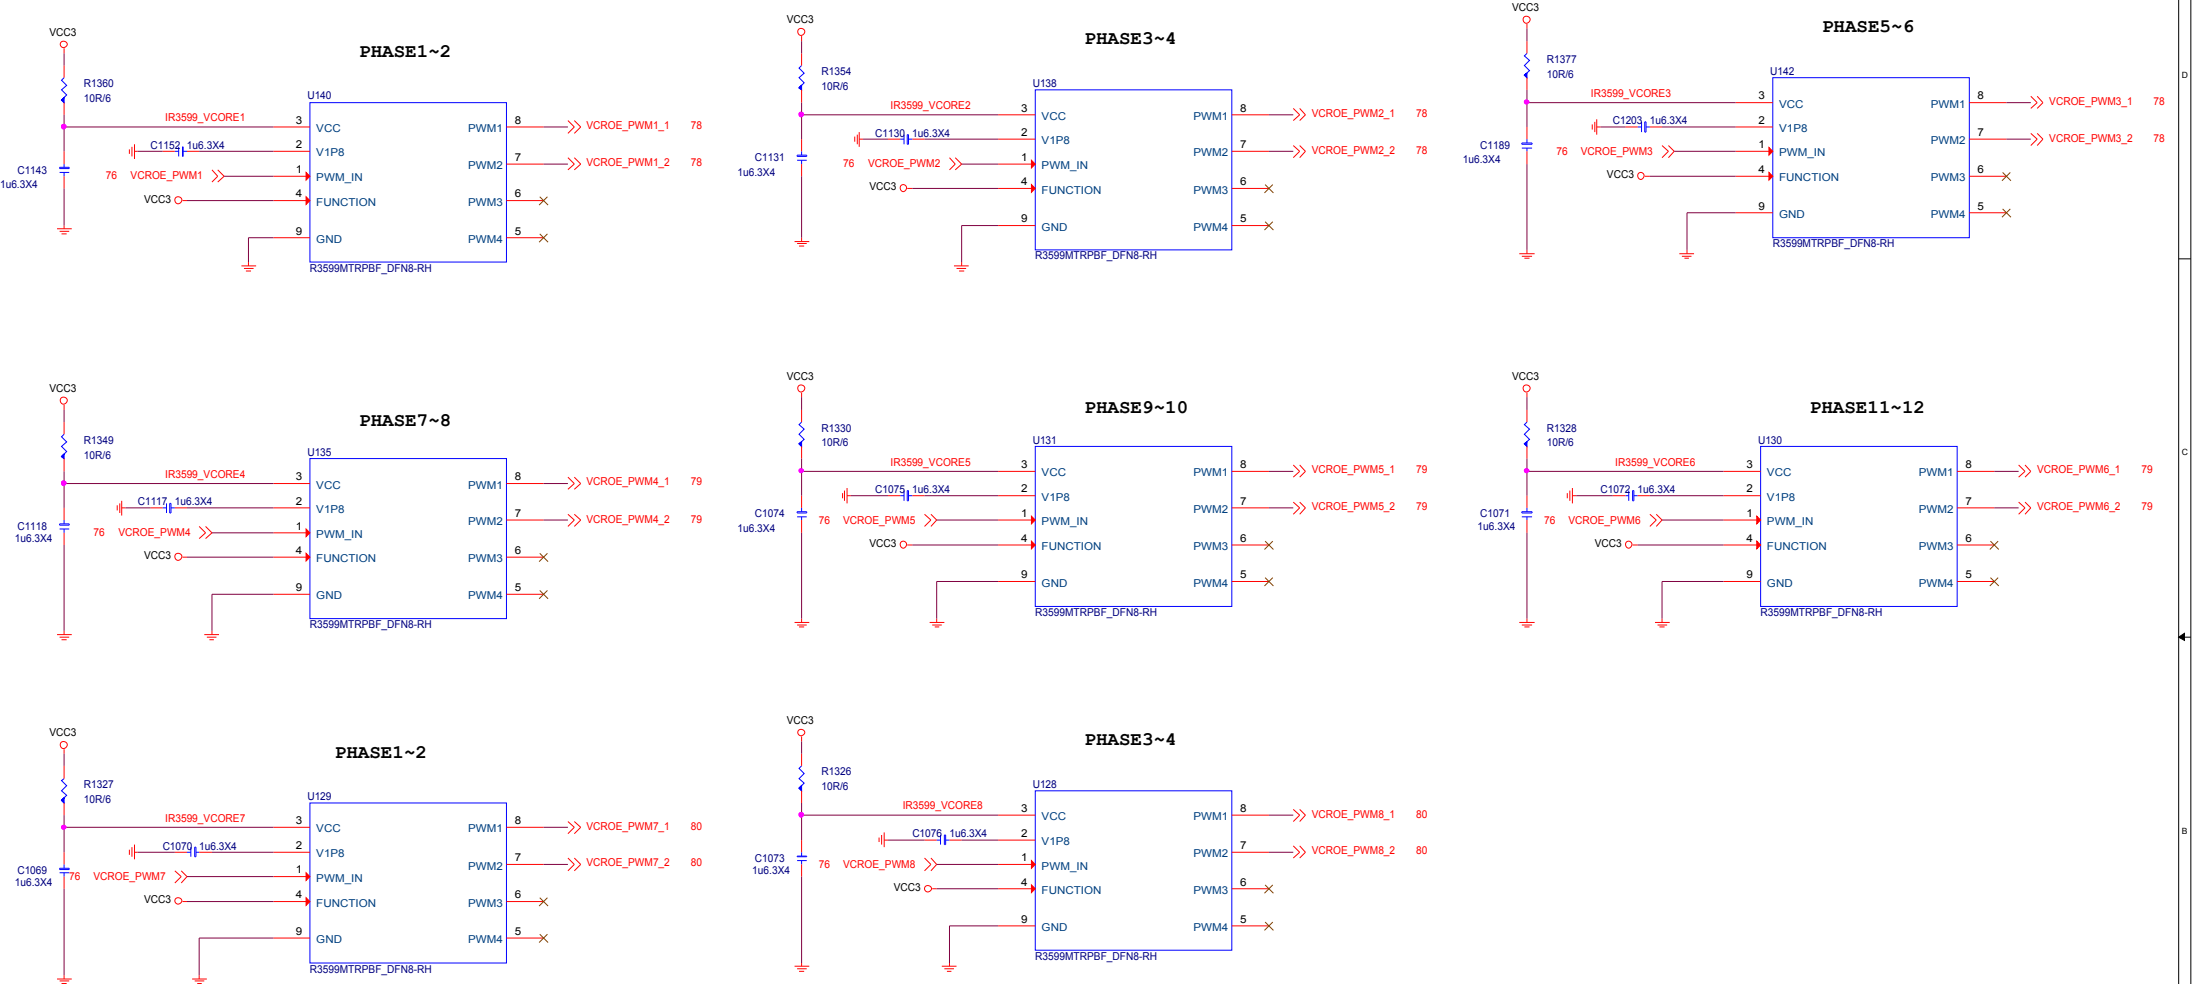 PHASE1~2
VCC3
R1360
10R/6
IR3599_VCORE1
C1143
1u6.3X4
C1152 1u6.3X4
76 VCROE_PWM1
VCC3
U140
3 VCC
2 V1P8
1 PWM_IN
4 FUNCTION
9 GND
PWM1 8
PWM2 7
PWM3 6
PWM4 5
VCROE_PWM1_1 78
VCROE_PWM1_2 78
R3599MTRPBF_DFN8-RH
PHASE3~4
VCC3
R1354
10R/6
IR3599_VCORE2
C1131
1u6.3X4
C1130 1u6.3X4
76 VCROE_PWM2
VCC3
U138
3 VCC
2 V1P8
1 PWM_IN
4 FUNCTION
9 GND
PWM1 8
PWM2 7
PWM3 6
PWM4 5
VCROE_PWM2_1 78
VCROE_PWM2_2 78
R3599MTRPBF_DFN8-RH
PHASE5~6
VCC3
R1377
10R/6
IR3599_VCORE3
C1189
1u6.3X4
C1203 1u6.3X4
76 VCROE_PWM3
VCC3
U142
3 VCC
2 V1P8
1 PWM_IN
4 FUNCTION
9 GND
PWM1 8
PWM2 7
PWM3 6
PWM4 5
VCROE_PWM3_1 78
VCROE_PWM3_2 78
R3599MTRPBF_DFN8-RH
D
PHASE7~8
VCC3
R1349
10R/6
IR3599_VCORE4
C1118
1u6.3X4
C1117 1u6.3X4
76 VCROE_PWM4
VCC3
U135
3 VCC
2 V1P8
1 PWM_IN
4 FUNCTION
9 GND
PWM1 8
PWM2 7
PWM3 6
PWM4 5
VCROE_PWM4_1 79
VCROE_PWM4_2 79
R3599MTRPBF_DFN8-RH
PHASE9~10
VCC3
R1330
10R/6
IR3599_VCORE5
C1074
1u6.3X4
C1075 1u6.3X4
76 VCROE_PWM5
VCC3
U131
3 VCC
2 V1P8
1 PWM_IN
4 FUNCTION
9 GND
PWM1 8
PWM2 7
PWM3 6
PWM4 5
VCROE_PWM5_1 79
VCROE_PWM5_2 79
R3599MTRPBF_DFN8-RH
PHASE11~12
VCC3
R1328
10R/6
IR3599_VCORE6
C1071
1u6.3X4
C1072 1u6.3X4
76 VCROE_PWM6
VCC3
U130
3 VCC
2 V1P8
1 PWM_IN
4 FUNCTION
9 GND
PWM1 8
PWM2 7
PWM3 6
PWM4 5
VCROE_PWM6_1 79
VCROE_PWM6_2 79
R3599MTRPBF_DFN8-RH
C
PHASE1~2
VCC3
R1327
10R/6
IR3599_VCORE7
C1069
1u6.3X4
C1070 1u6.3X4
76 VCROE_PWM7
VCC3
U129
3 VCC
2 V1P8
1 PWM_IN
4 FUNCTION
9 GND
PWM1 8
PWM2 7
PWM3 6
PWM4 5
VCROE_PWM7_1 80
VCROE_PWM7_2 80
R3599MTRPBF_DFN8-RH
PHASE3~4
VCC3
R1326
10R/6
IR3599_VCORE8
C1073
1u6.3X4
C1076 1u6.3X4
76 VCROE_PWM8
VCC3
U128
3 VCC
2 V1P8
1 PWM_IN
4 FUNCTION
9 GND
PWM1 8
PWM2 7
PWM3 6
PWM4 5
VCROE_PWM8_1 80
VCROE_PWM8_2 80
R3599MTRPBF_DFN8-RH
B